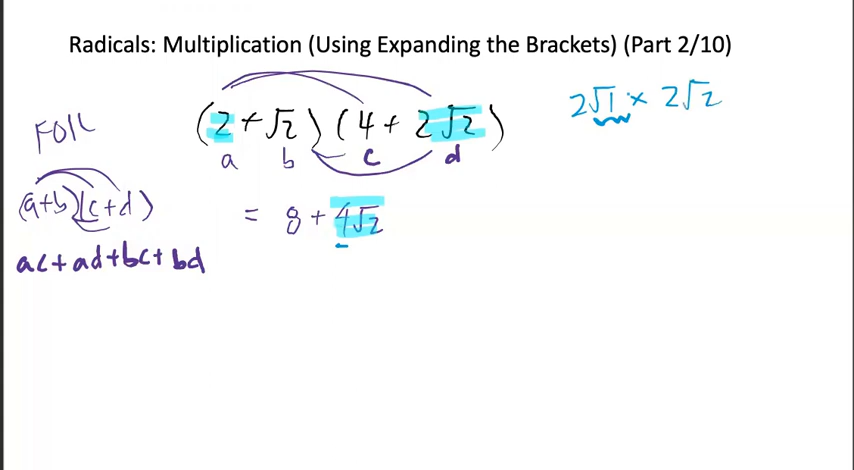 Radicals: Multiplication (Using Expanding the Brackets) (Part 2/10)
2√1 × 2√2
(2+√2)(4+2√2)
FOIL
a b c d
(a+b)(c+d)
= 8+4√2
ac+ad+bc+bd